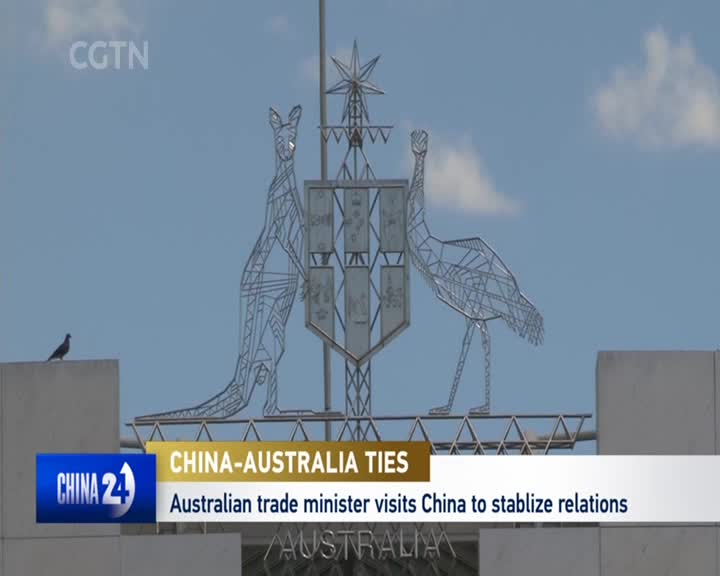 CGTN
CHINA-AUSTRALIA TIES
CHINA 24
Australian trade minister visits China to stablize relations
AUSTRALIA